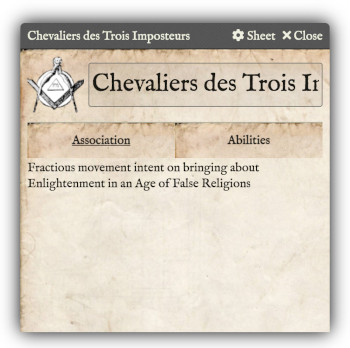 Chevaliers des Trois Imposteurs Sheet Close
Chevaliers des Trois Im
Association Abilities
Fractious movement intent on bringing about
Enlightenment in an Age of False Religions